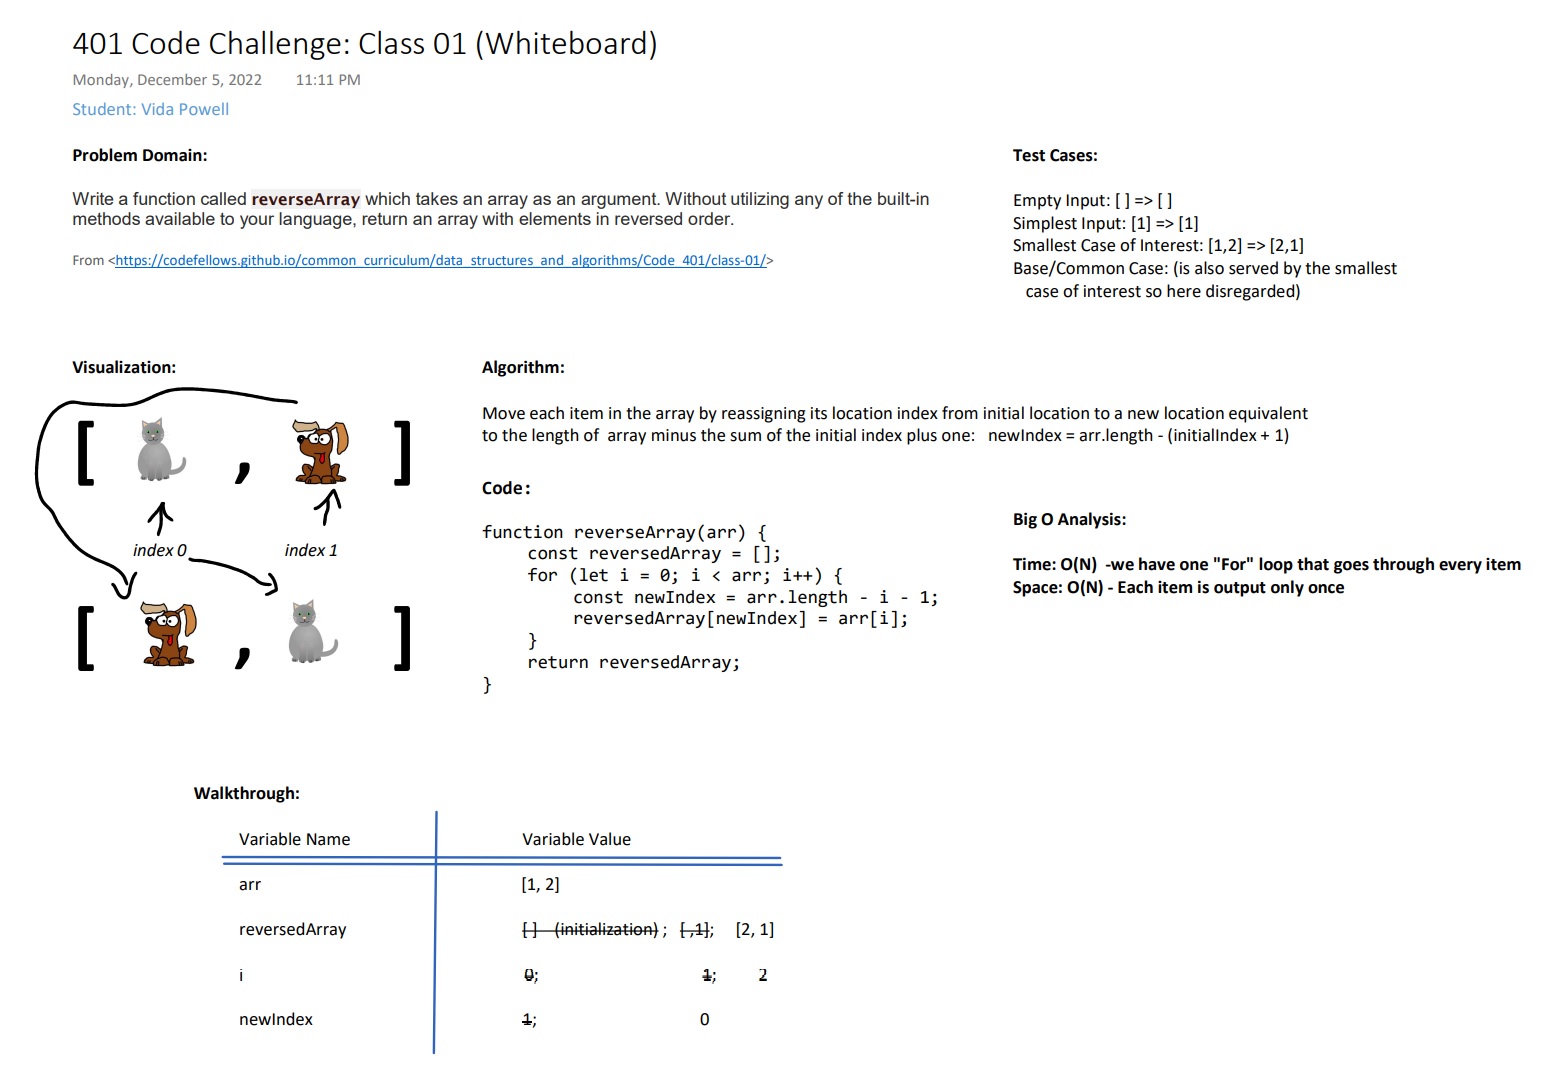 401 Code Challenge: Class 01 (Whiteboard)
Monday, December 5, 2022 11:11 PM
Student: Vida Powell
Problem Domain:
Write a function called reverseArray which takes an array as an argument. Without utilizing any of the built-in
methods available to your language, return an array with elements in reversed order.
From <https://codefellows.github.io/common_curriculum/data_structures_and_algorithms/Code_401/class-01/>
Test Cases:
Empty Input: [ ] => [ ]
Simplest Input: [1] => [1]
Smallest Case of Interest: [1,2] => [2,1]
Base/Common Case: (is also served by the smallest
case of interest so here disregarded)
Visualization:
[ , ]
index 0 index 1
[ , ]
Algorithm:
Move each item in the array by reassigning its location index from initial location to a new location equivalent
to the length of array minus the sum of the initial index plus one: newIndex = arr.length - (initialIndex + 1)
Code:
function reverseArray(arr) {
    const reversedArray = [];
    for (let i = 0; i < arr; i++) {
        const newIndex = arr.length - i - 1;
        reversedArray[newIndex] = arr[i];
    }
    return reversedArray;
}
Big O Analysis:
Time: O(N) -we have one "For" loop that goes through every item
Space: O(N) - Each item is output only once
Walkthrough:
Variable Name Variable Value
arr [1, 2]
reversedArray [ ] (initialization) ; [ ,1]; [2, 1]
i 0; 1; 2
newIndex 1; 0